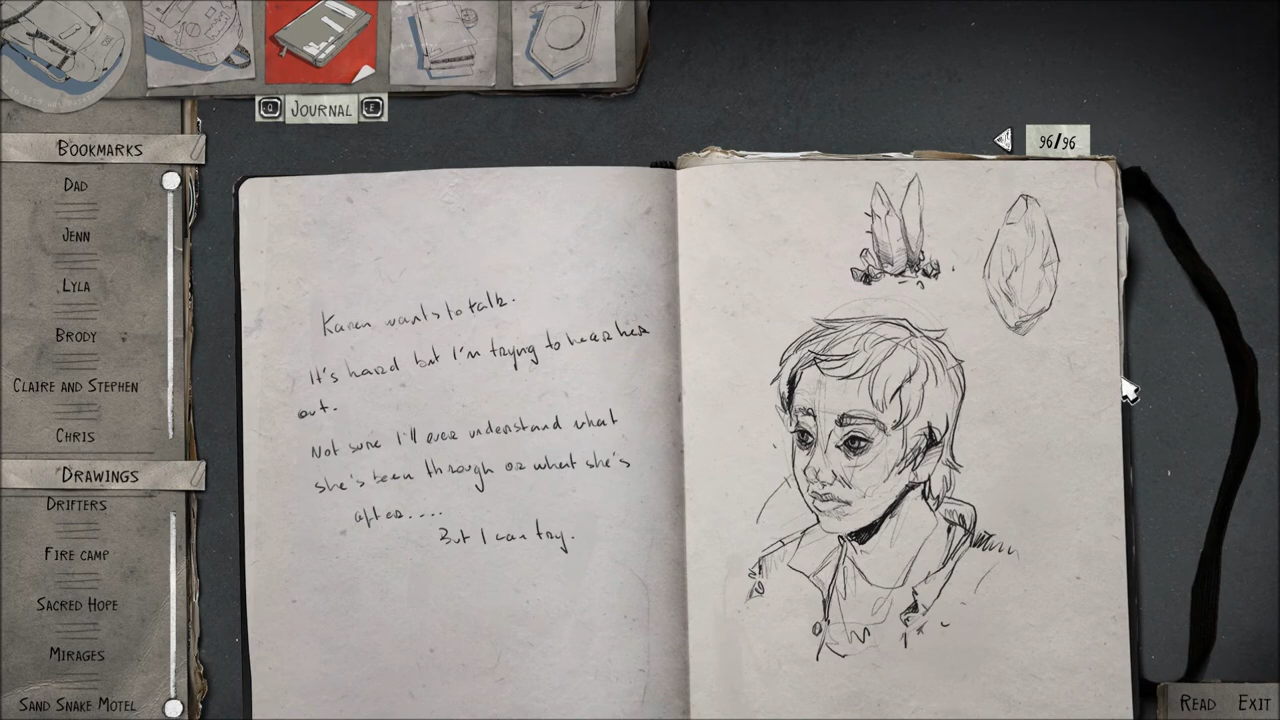 Q
JOURNAL
E
BOOKMARKS
DAD
JENN
LYLA
BRODY
CLAIRE AND STEPHEN
CHRIS
DRAWINGS
DRIFTERS
FIRE CAMP
SACRED HOPE
MIRAGES
SAND SNAKE MOTEL
96/96
Karen wants to talk.
It's hard but I'm trying to hear her
out.
Not sure I'll ever understand what
she's been through or what she's
after....
But I can try.
READ
EXIT